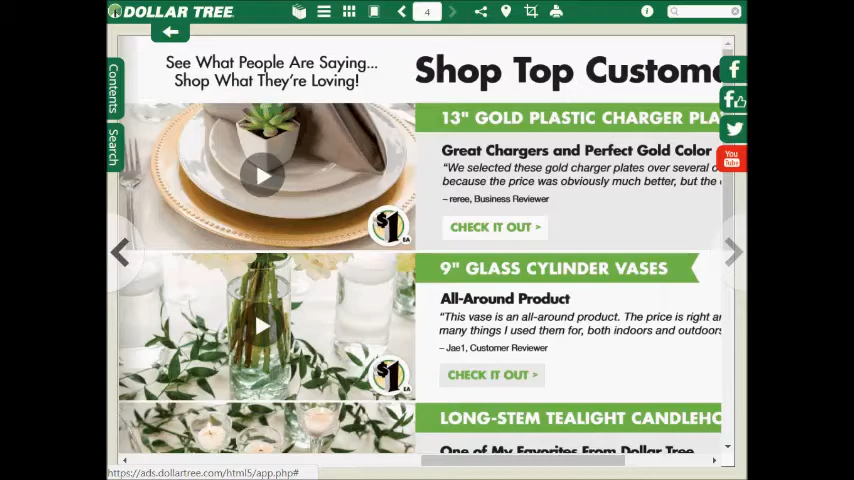 DOLLAR TREE
4
Contents
Search
See What People Are Saying...
Shop What They're Loving!
Shop Top Custome
13" GOLD PLASTIC CHARGER PLA
Great Chargers and Perfect Gold Color
"We selected these gold charger plates over several o
because the price was obviously much better, but the
– reree, Business Reviewer
CHECK IT OUT >
$1 EA
9" GLASS CYLINDER VASES
All-Around Product
"This vase is an all-around product. The price is right an
many things I used them for, both indoors and outdoors
– Jae1, Customer Reviewer
CHECK IT OUT >
$1 EA
LONG-STEM TEALIGHT CANDLEHO
One of My Favorites From Dollar Tree
You
Tube
https://ads.dollartree.com/html5/app.php#